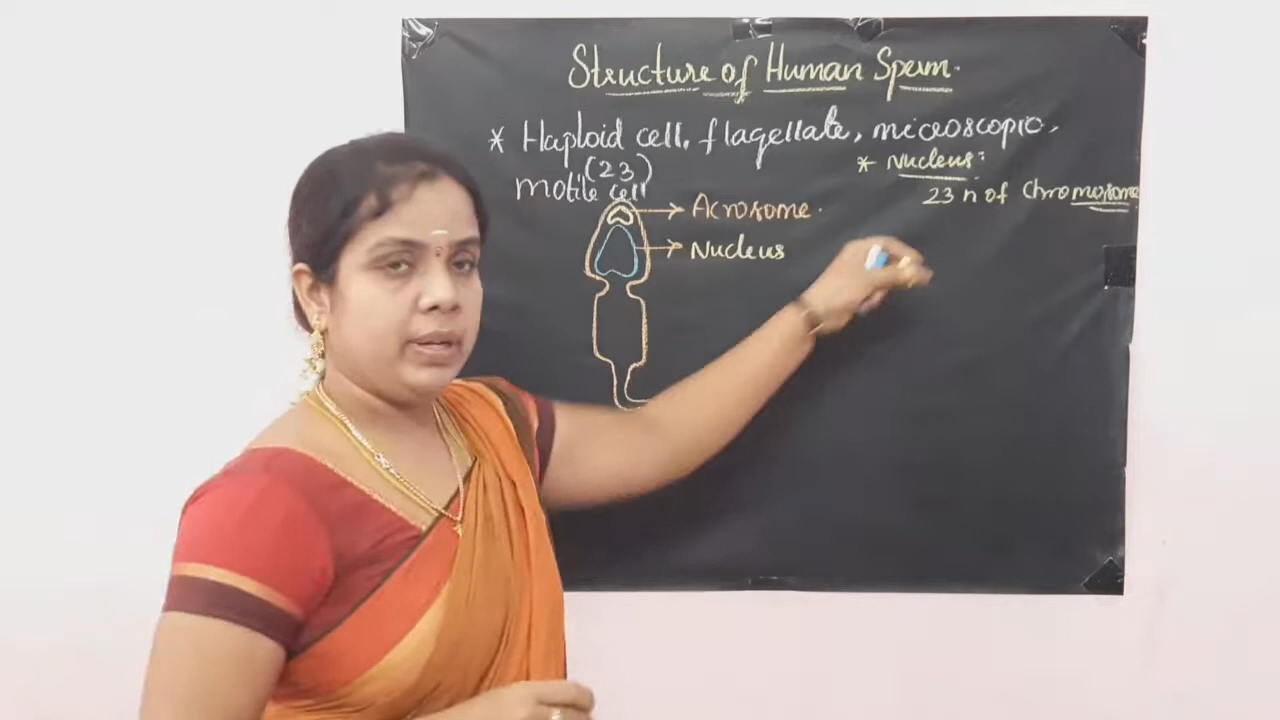 Structure of Human Sperm.
* Haploid cell, flagellate, microscopic,
(23)
motile cell
* Nucleus:
23 n of Chromosome
Acrosome.
Nucleus